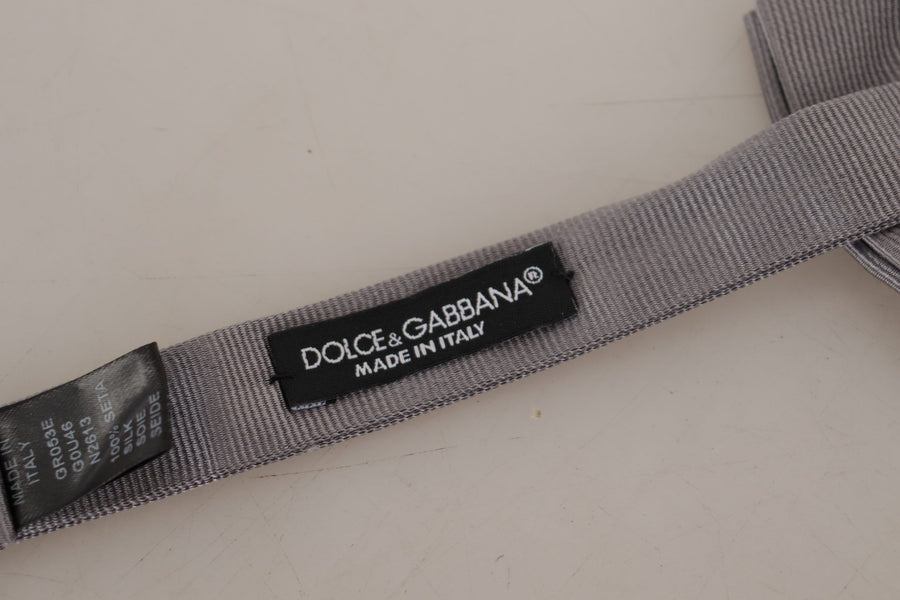 DOLCE&GABBANA®
MADE IN ITALY
MADE IN
ITALY
GR053E
G0U46
N2613
100% SETA
SILK
SOIE
SEIDE